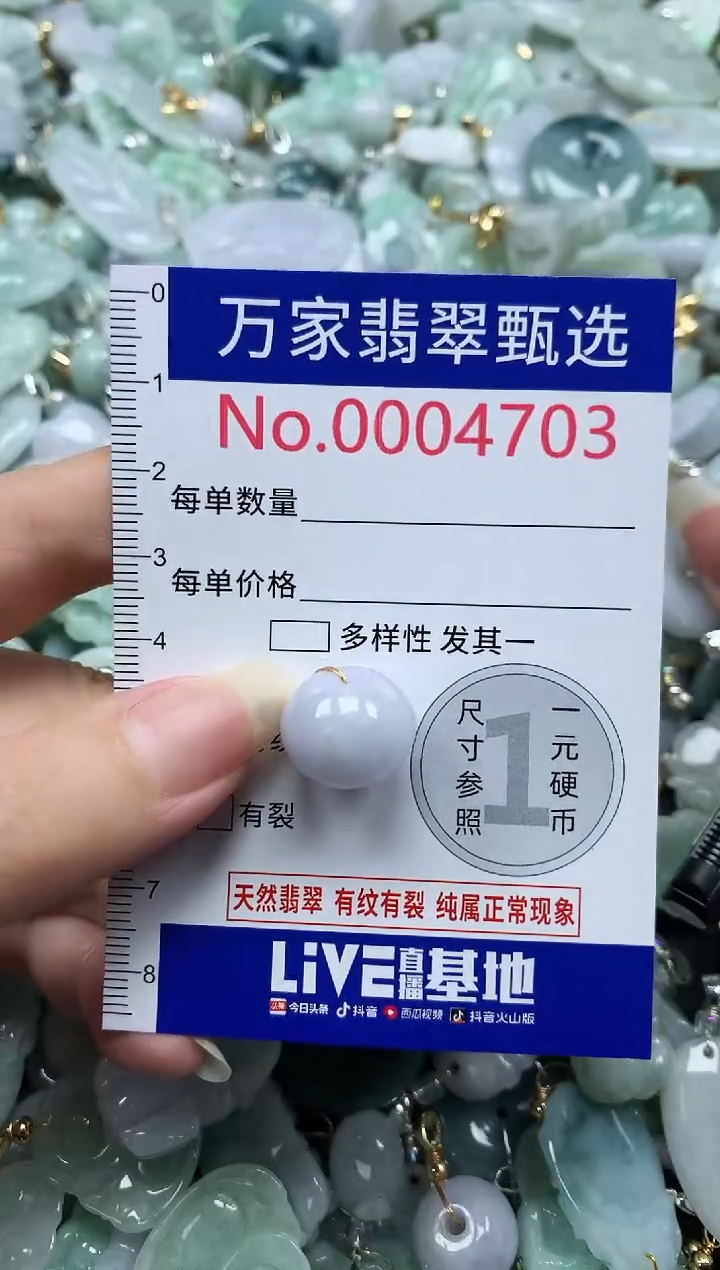 万家翡翠甄选
No.0004703
0
1
2
3
4
7
8
每单数量
每单价格
多样性 发其一
尺寸参照
1
一元硬币
有裂
天然翡翠 有纹有裂 纯属正常现象
LiVE直播基地
头条 今日头条 抖音 西瓜视频 抖音火山版